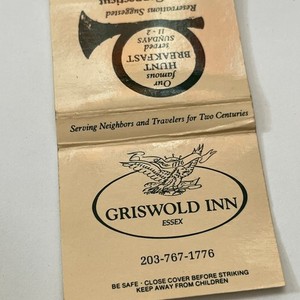 Connecticut
Reservations Suggested
11-2
SUNDAYS
served
BREAKFAST
HUNT
famous
Our
Serving Neighbors and Travelers for Two Centuries
GRISWOLD INN
ESSEX
203-767-1776
BE SAFE - CLOSE COVER BEFORE STRIKING
KEEP AWAY FROM CHILDREN